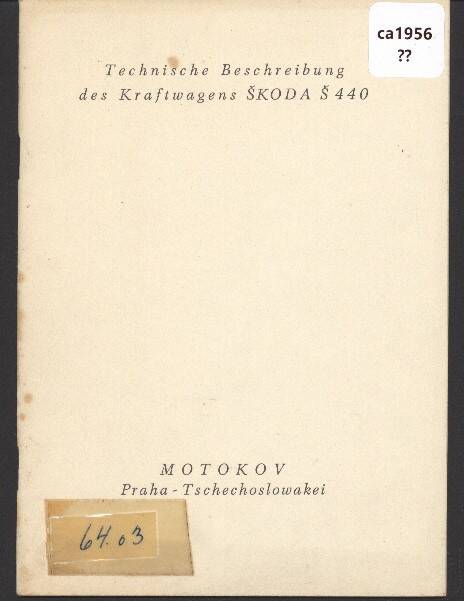 ca1956
??
Technische Beschreibung
des Kraftwagens ŠKODA Š 440
MOTOKOV
Praha - Tschechoslowakei
64.03